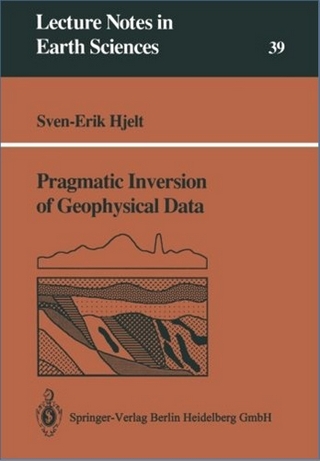 Lecture Notes in
Earth Sciences 39
Sven-Erik Hjelt
Pragmatic Inversion
of Geophysical Data
Springer-Verlag Berlin Heidelberg GmbH